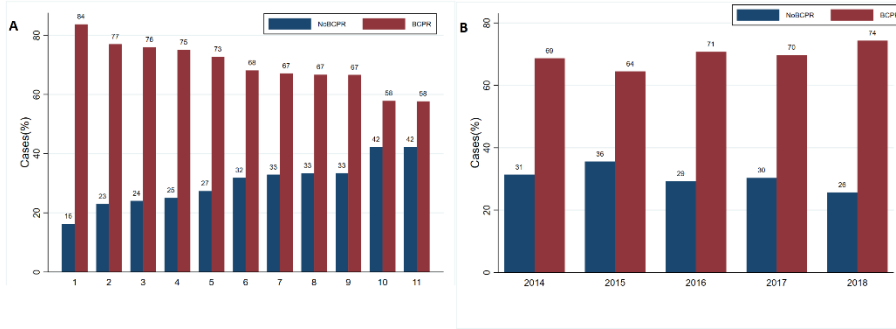 A
NoBCPR BCPR
Cases(%)
0 20 40 60 80
16 84 23 77 24 76 25 75 27 73 32 68 33 67 33 67 33 67 42 58 42 58
1 2 3 4 5 6 7 8 9 10 11
B
NoBCPR BCPR
Cases(%)
0 20 40 60 80
31 69 36 64 29 71 30 70 26 74
2014 2015 2016 2017 2018